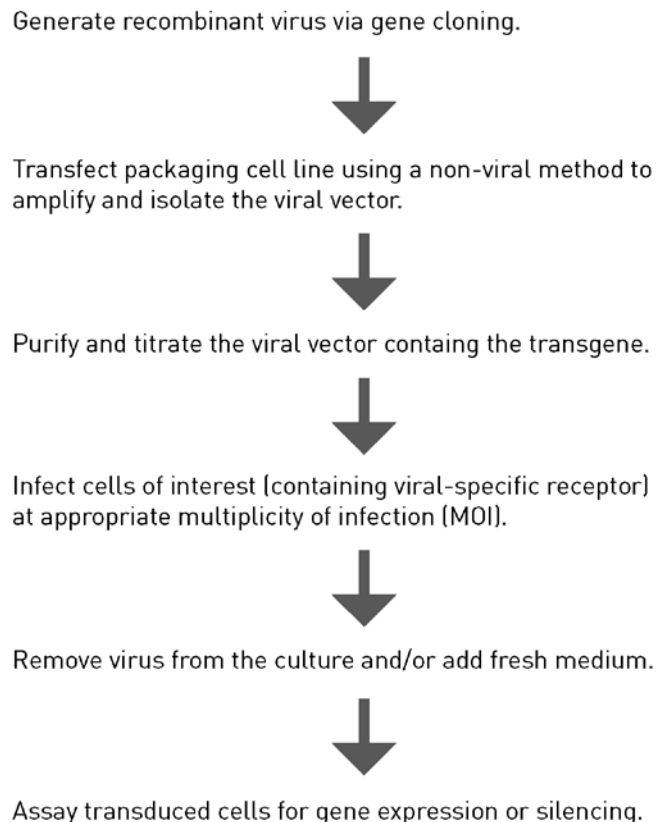 Generate recombinant virus via gene cloning.
Transfect packaging cell line using a non-viral method to
amplify and isolate the viral vector.
Purify and titrate the viral vector containg the transgene.
Infect cells of interest (containing viral-specific receptor)
at appropriate multiplicity of infection (MOI).
Remove virus from the culture and/or add fresh medium.
Assay transduced cells for gene expression or silencing.